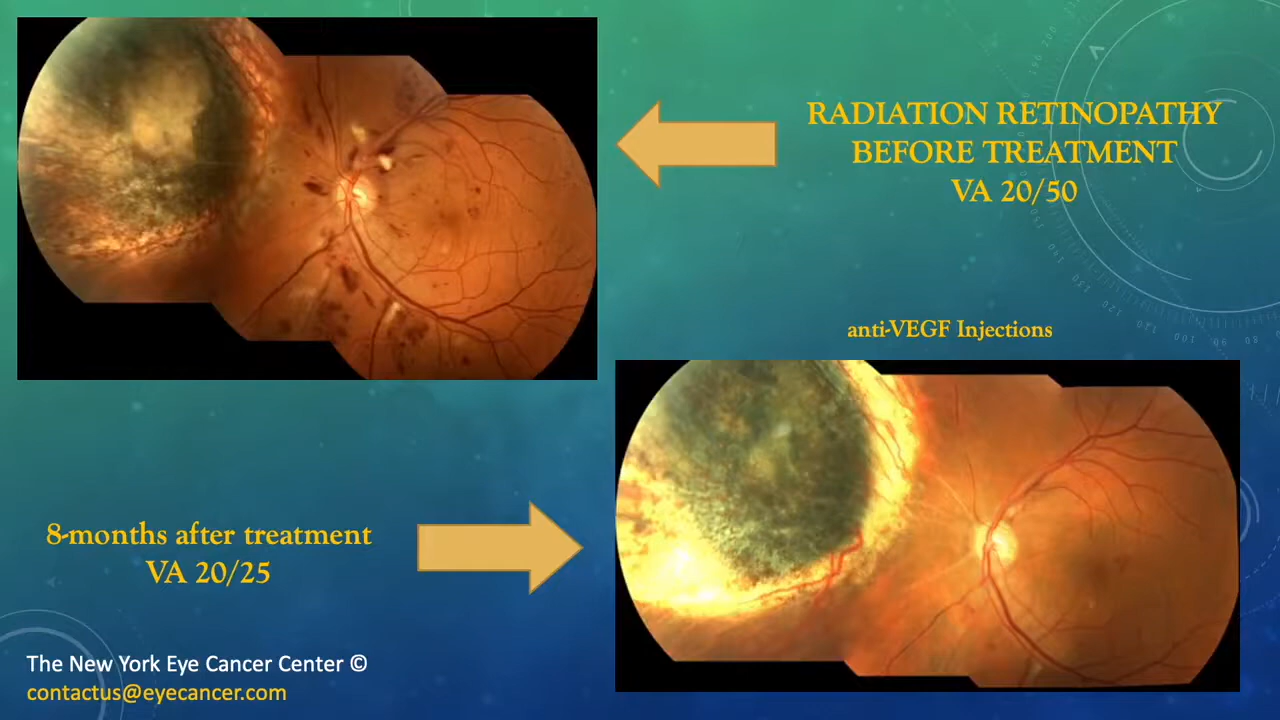 RADIATION RETINOPATHY
BEFORE TREATMENT
VA 20/50
anti-VEGF Injections
8-months after treatment
VA 20/25
The New York Eye Cancer Center ©
contactus@eyecancer.com